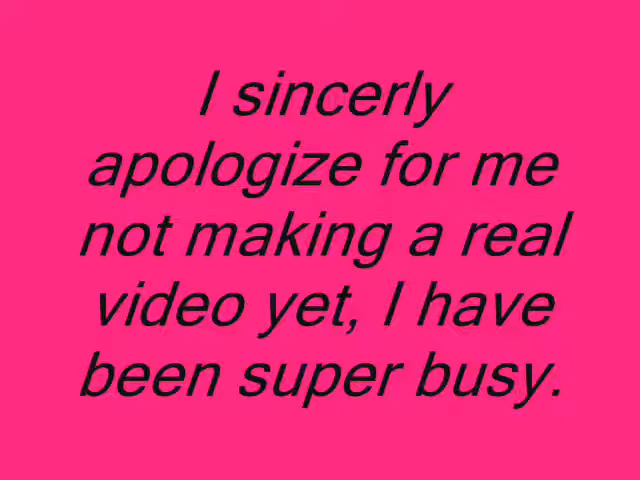 I sincerly
apologize for me
not making a real
video yet, I have
been super busy.